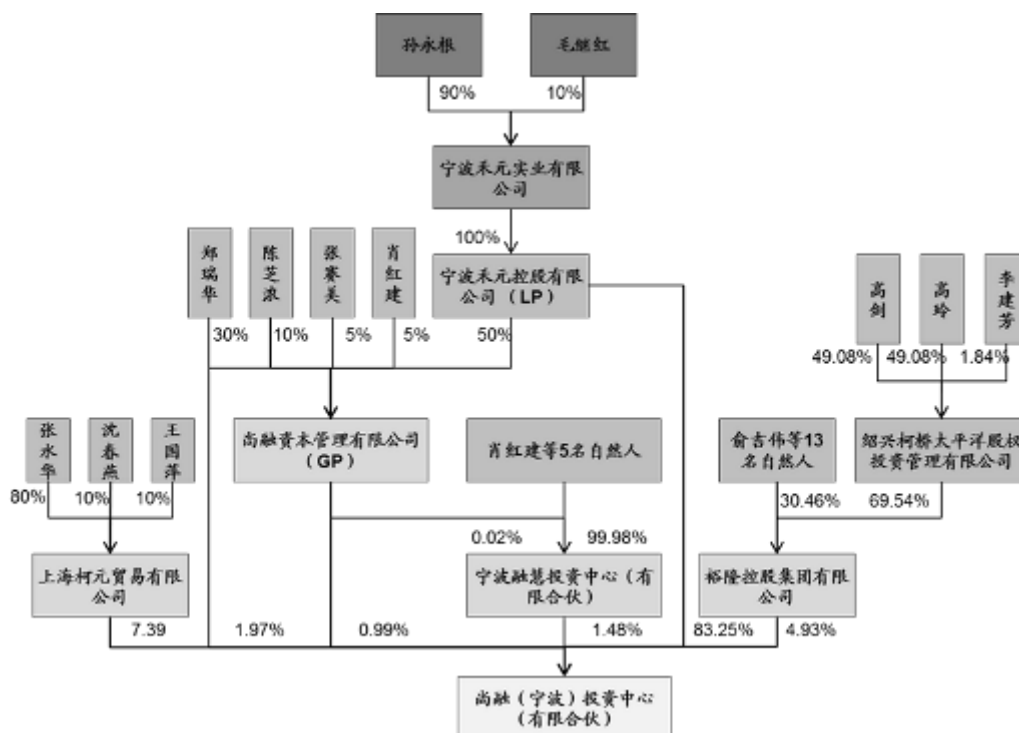 孙永根
毛继红
90%
10%
宁波禾元实业有限
公司
100%
郑瑞华
陈芝浓
张赛美
肖红建
宁波禾元控股有限
公司（LP）
高剑
高玲
李建芳
30%
10%
5%
5%
50%
49.08%
49.08%
1.84%
张水华
沈春燕
王国萍
尚融资本管理有限公司
（GP）
肖红建等5名自然人
俞吉伟等13
名自然人
绍兴柯桥太平洋股权
投资管理有限公司
80%
10%
10%
30.46%
69.54%
0.02%
99.98%
上海柯元贸易有限
公司
宁波融慧投资中心（有
限合伙）
裕隆控股集团有限
公司
7.39
1.97%
0.99%
1.48%
83.25%
4.93%
尚融（宁波）投资中心
（有限合伙）